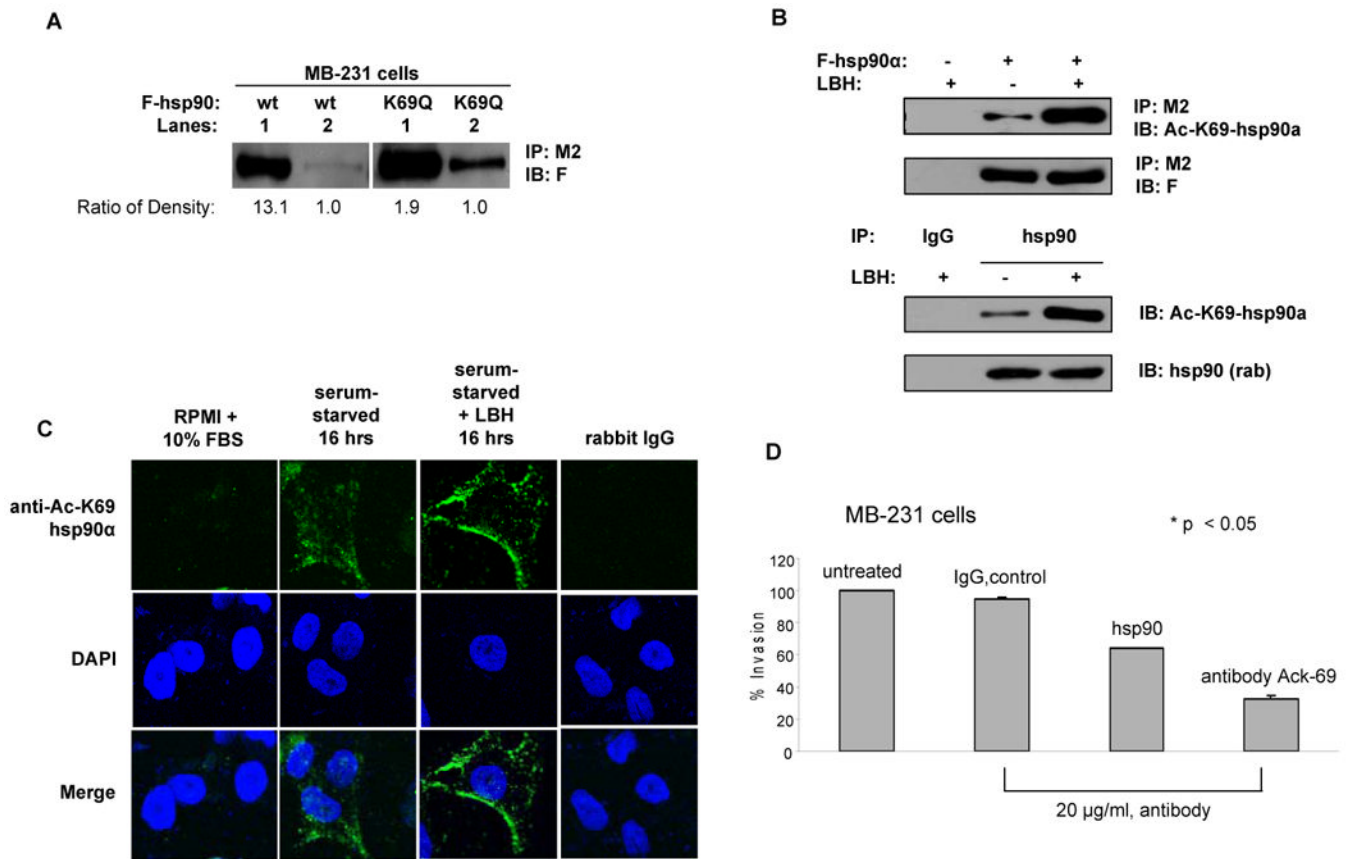 A
MB-231 cells
F-hsp90: wt wt K69Q K69Q
Lanes: 1 2 1 2
IP: M2
IB: F
Ratio of Density: 13.1 1.0 1.9 1.0
B
F-hsp90α: - + +
LBH: + - +
IP: M2
IB: Ac-K69-hsp90a
IP: M2
IB: F
IP: IgG hsp90
LBH: + - +
IB: Ac-K69-hsp90a
IB: hsp90 (rab)
C
RPMI +
10% FBS
serum-
starved
16 hrs
serum-
starved
+ LBH
16 hrs
rabbit IgG
anti-Ac-K69
hsp90α
DAPI
Merge
D
MB-231 cells
* p < 0.05
% Invasion
120
100
80
60
40
20
0
untreated
IgG,control
hsp90
antibody Ack-69
20 µg/ml, antibody